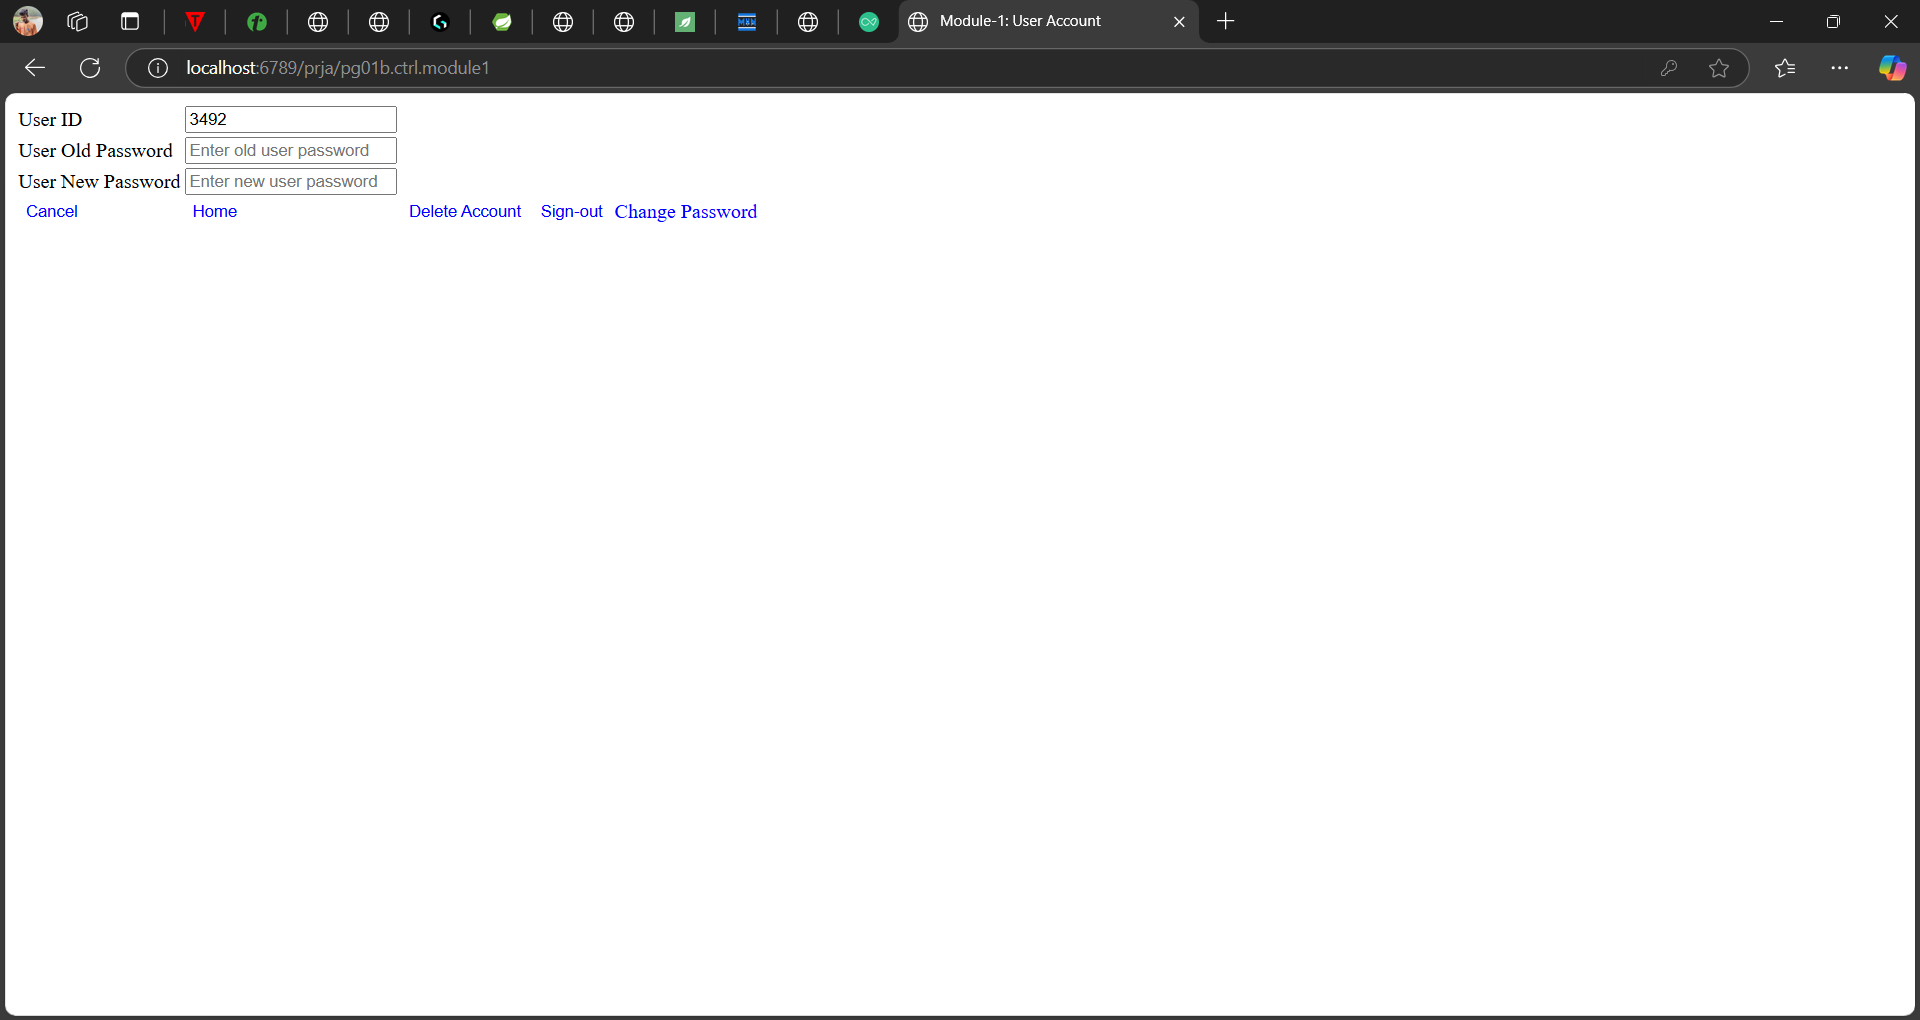 Module-1: User Account
localhost:6789/prja/pg01b.ctrl.module1
User ID 3492
User Old Password Enter old user password
User New Password Enter new user password
Cancel Home Delete Account Sign-out Change Password